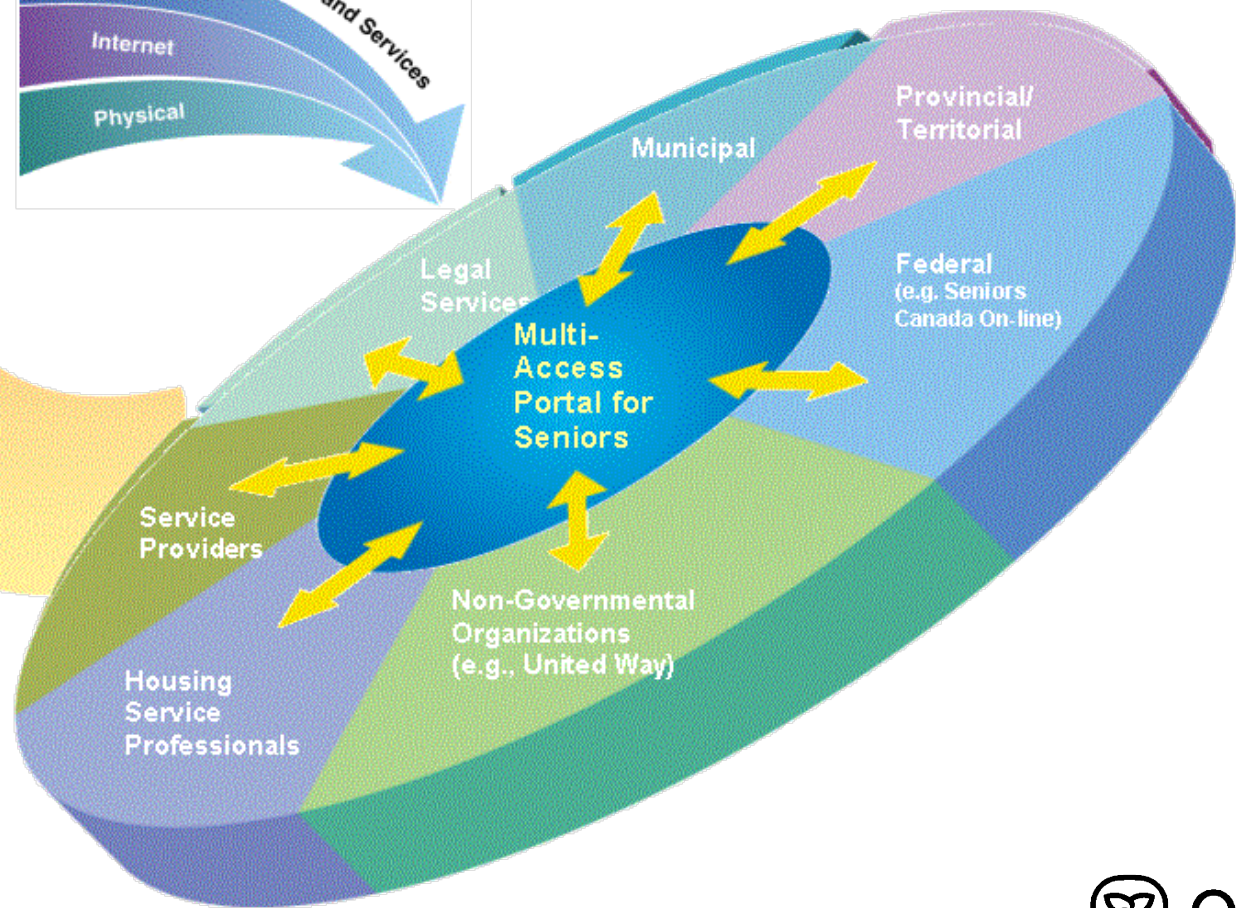 and Services
Internet
Physical
Provincial/
Territorial
Municipal
Federal
(e.g. Seniors
Canada On-line)
Legal
Services
Multi-
Access
Portal for
Seniors
Service
Providers
Non-Governmental
Organizations
(e.g., United Way)
Housing
Service
Professionals